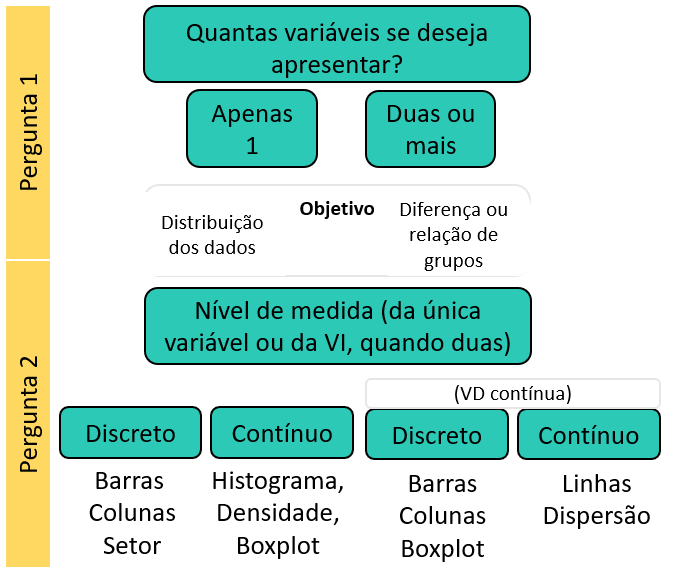 Pergunta 1
Quantas variáveis se deseja
apresentar?
Apenas
1
Duas ou
mais
Distribuição
dos dados
Objetivo
Diferença ou
relação de
grupos
Pergunta 2
Nível de medida (da única
variável ou da VI, quando duas)
(VD contínua)
Discreto
Contínuo
Discreto
Contínuo
Barras
Colunas
Setor
Histograma,
Densidade,
Boxplot
Barras
Colunas
Boxplot
Linhas
Dispersão